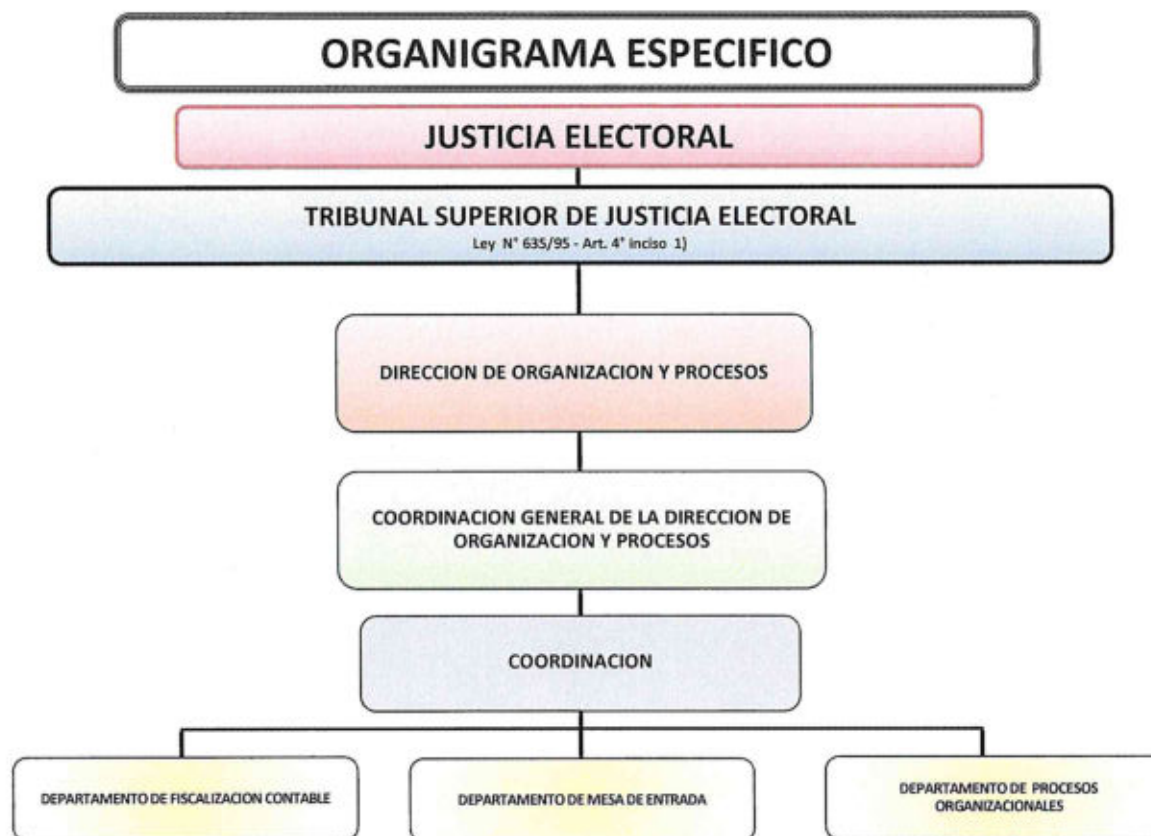 ORGANIGRAMA ESPECIFICO
JUSTICIA ELECTORAL
TRIBUNAL SUPERIOR DE JUSTICIA ELECTORAL
Ley N° 635/95 - Art. 4° inciso 1)
DIRECCION DE ORGANIZACION Y PROCESOS
COORDINACION GENERAL DE LA DIRECCION DE
ORGANIZACION Y PROCESOS
COORDINACION
DEPARTAMENTO DE FISCALIZACION CONTABLE
DEPARTAMENTO DE MESA DE ENTRADA
DEPARTAMENTO DE PROCESOS
ORGANIZACIONALES